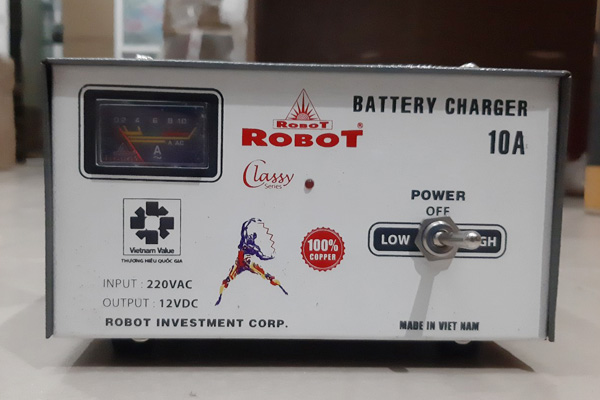 BATTERY CHARGER
10A
ROBOT
ROBOT
Classy
Series
A
Vietnam Value
THƯƠNG HIỆU QUỐC GIA
100%
COPPER
POWER
OFF
LOW
INPUT : 220VAC
OUTPUT : 12VDC
ROBOT INVESTMENT CORP.
MADE IN VIET NAM